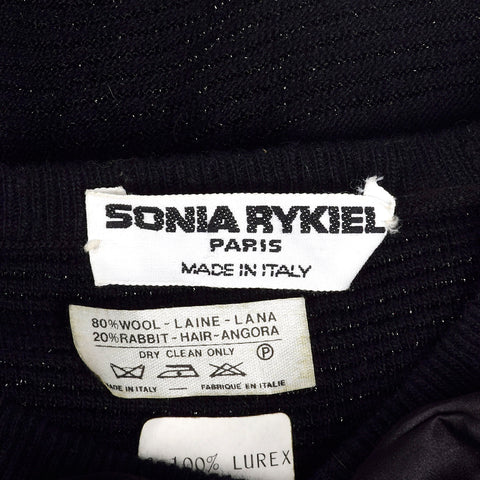 SONIA RYKIEL
PARIS
MADE IN ITALY
80% WOOL - LAINE - LANA
20% RABBIT - HAIR - ANGORA
DRY CLEAN ONLY
P
MADE IN ITALY — FABRIQUE EN ITALIE
100% LUREX